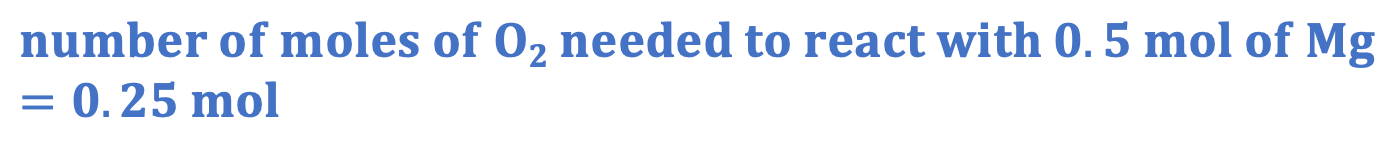 number of moles of O₂ needed to react with 0.5 mol of Mg
= 0.25 mol